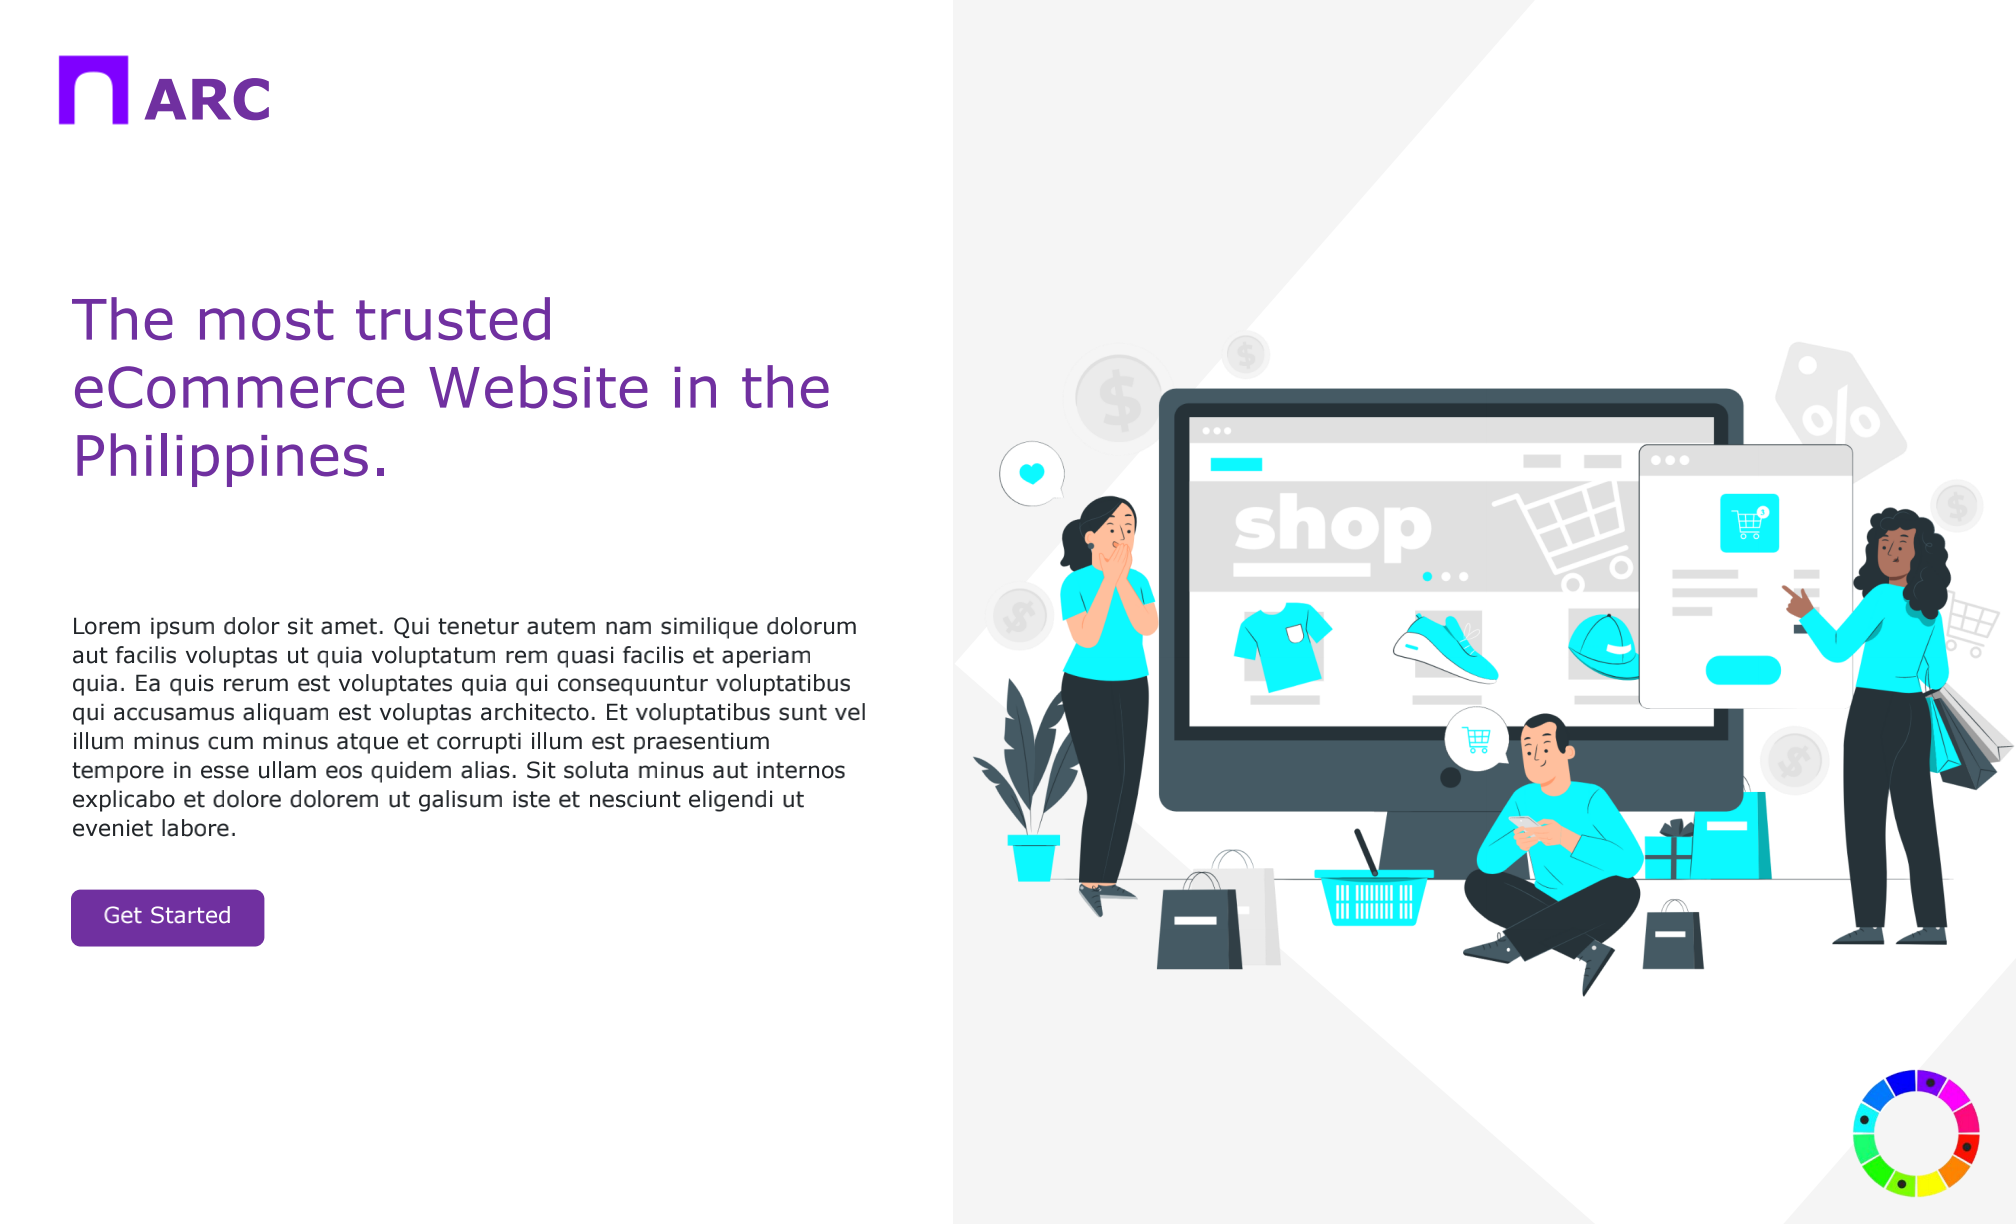 ARC
The most trusted
eCommerce Website in the
Philippines.
Lorem ipsum dolor sit amet. Qui tenetur autem nam similique dolorum
aut facilis voluptas ut quia voluptatum rem quasi facilis et aperiam
quia. Ea quis rerum est voluptates quia qui consequuntur voluptatibus
qui accusamus aliquam est voluptas architecto. Et voluptatibus sunt vel
illum minus cum minus atque et corrupti illum est praesentium
tempore in esse ullam eos quidem alias. Sit soluta minus aut internos
explicabo et dolore dolorem ut galisum iste et nesciunt eligendi ut
eveniet labore.
Get Started
$
$
%
shop
$
$
$